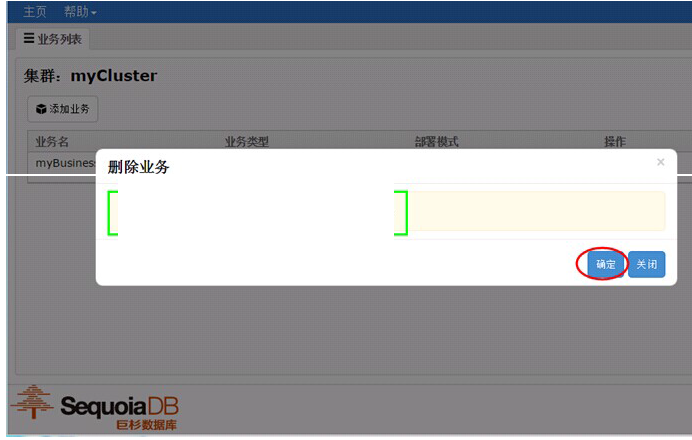 主页 帮助
业务列表
集群：myCluster
添加业务
业务名 业务类型 部署模式 操作
myBusiness
删除业务 ×
确定 关闭
SequoiaDB
巨杉数据库